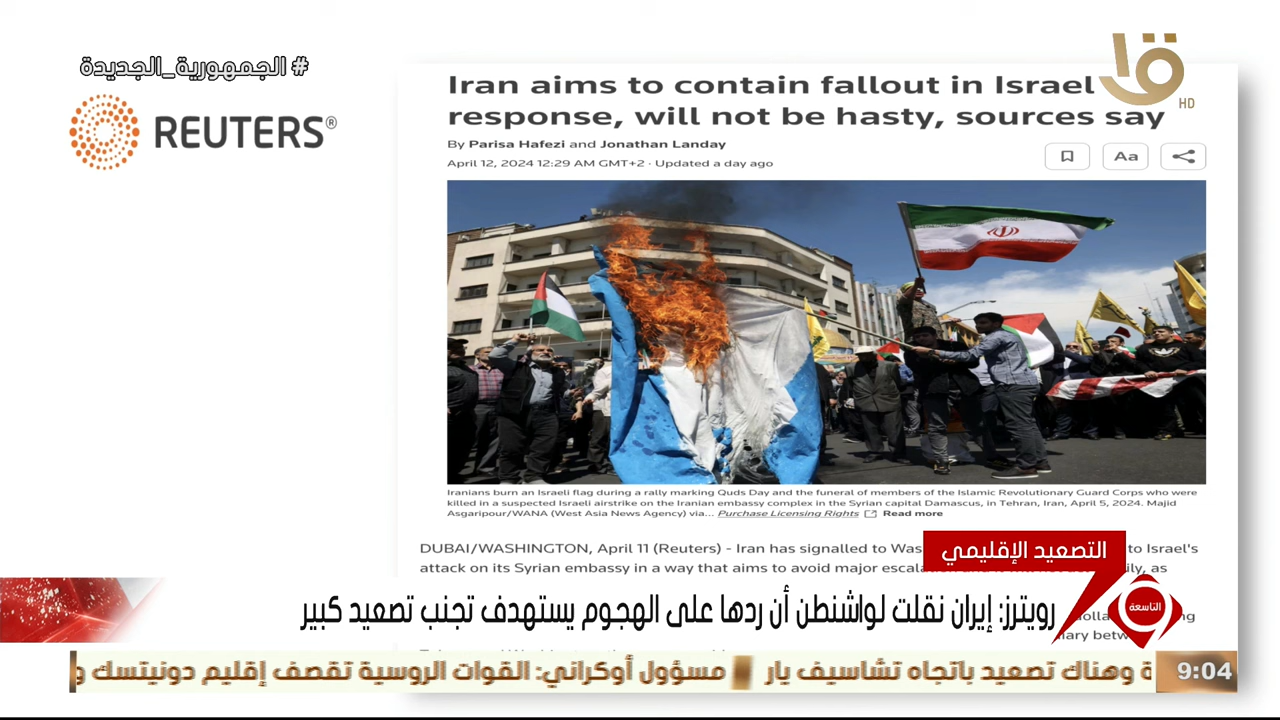 # الجمهورية_الجديدة
REUTERS®
HD
Iran aims to contain fallout in Israel
response, will not be hasty, sources say
By Parisa Hafezi and Jonathan Landay
April 12, 2024 12:29 AM GMT+2 · Updated a day ago
Aa
Iranians burn an Israeli flag during a rally marking Quds Day and the funeral of members of the Islamic Revolutionary Guard Corps who were
killed in a suspected Israeli airstrike on the Iranian embassy complex in the Syrian capital Damascus, in Tehran, Iran, April 5, 2024. Majid
Asgaripour/WANA (West Asia News Agency) via... Purchase Licensing Rights Read more
DUBAI/WASHINGTON, April 11 (Reuters) - Iran has signalled to to Israel's
attack on its Syrian embassy in a way that aims to avoid major as
التصعيد الإقليمي
التاسعة
رويترز: إيران نقلت لواشنطن أن ردها على الهجوم يستهدف تجنب تصعيد كبير
وهناك تصعيد باتجاه تشاسيف يار
مسؤول أوكراني: القوات الروسية تقصف إقليم دونيتسك و
9:04